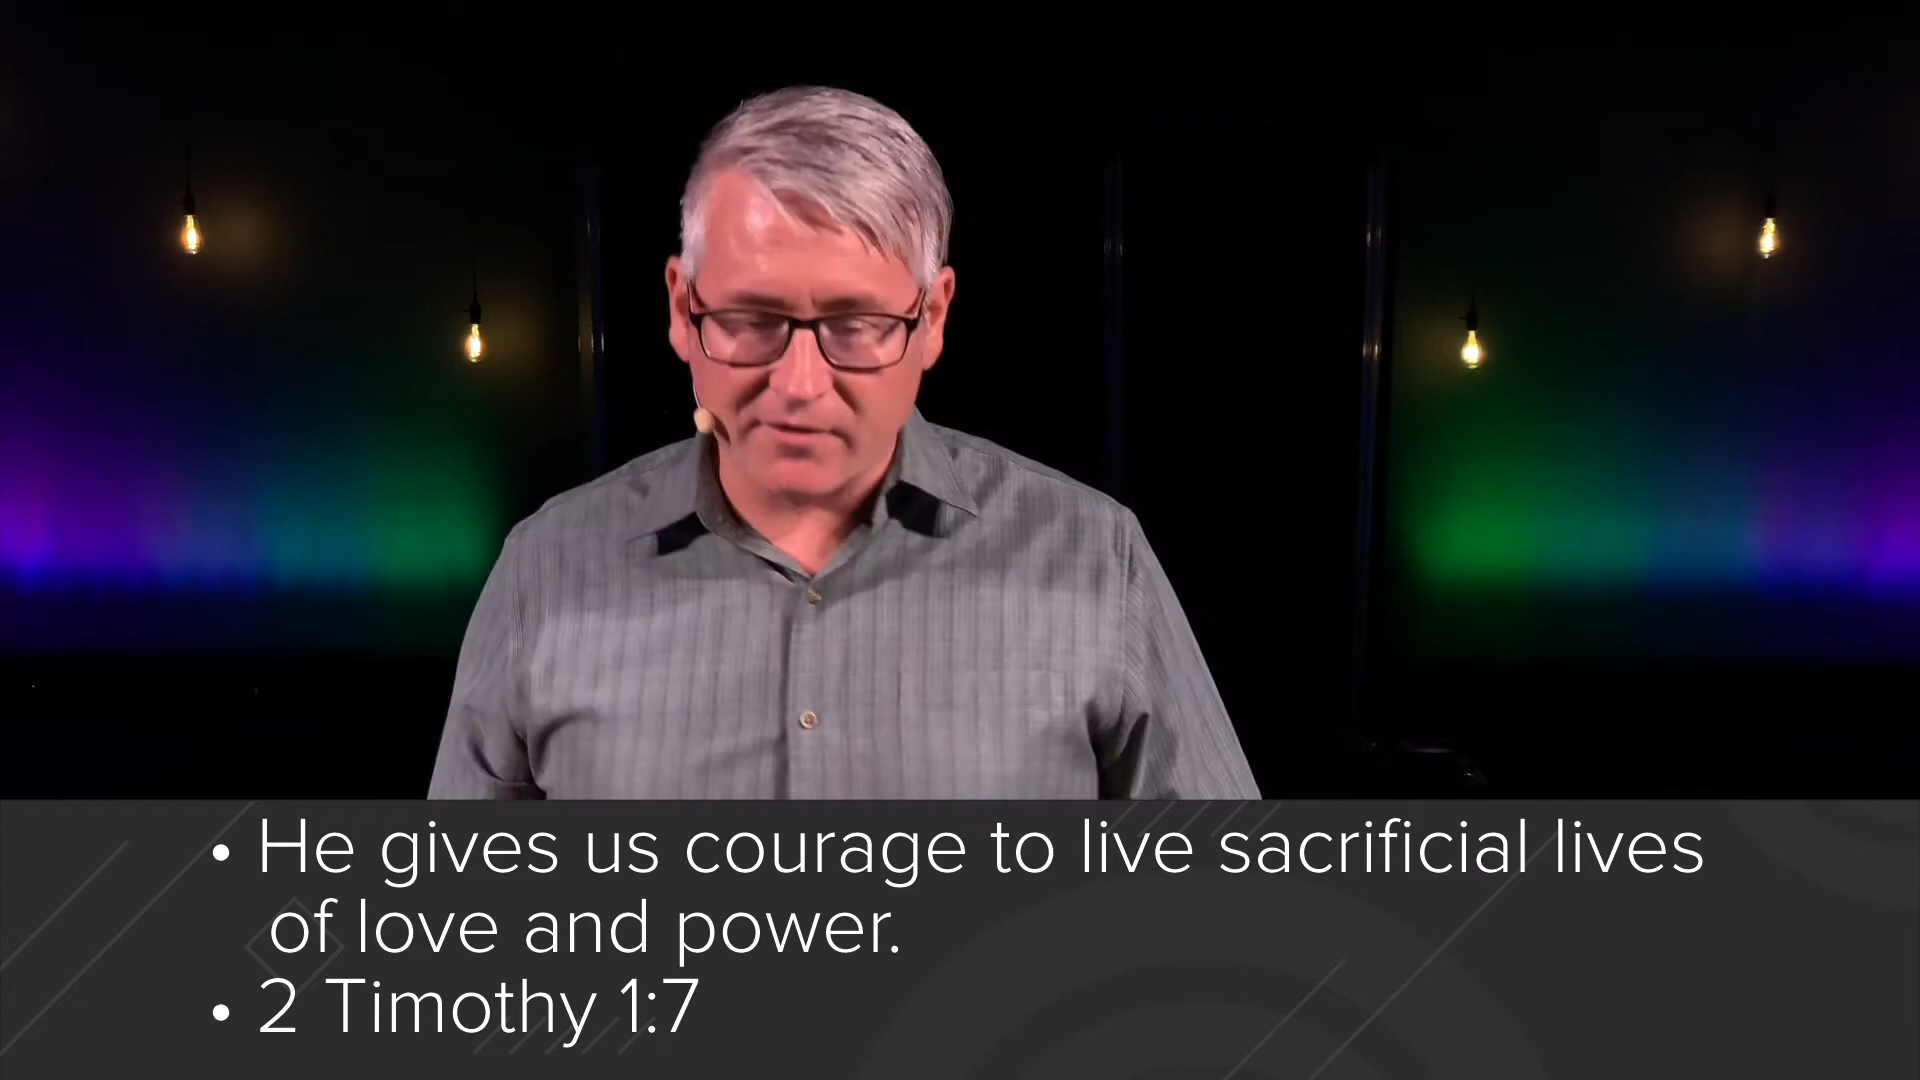 • He gives us courage to live sacrificial lives
of love and power.
• 2 Timothy 1:7